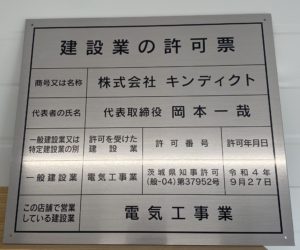 建設業の許可票
商号又は名称 株式会社 キンディクト
代表者の氏名 代表取締役 岡本一哉
一般建設業又は特定建設業の別 許可を受けた建設業 許可番号 許可年月日
一般建設業 電気工事業 茨城県知事許可(般-04)第37952号 令和4年9月27日
この店舗で営業している建設業 電気工事業